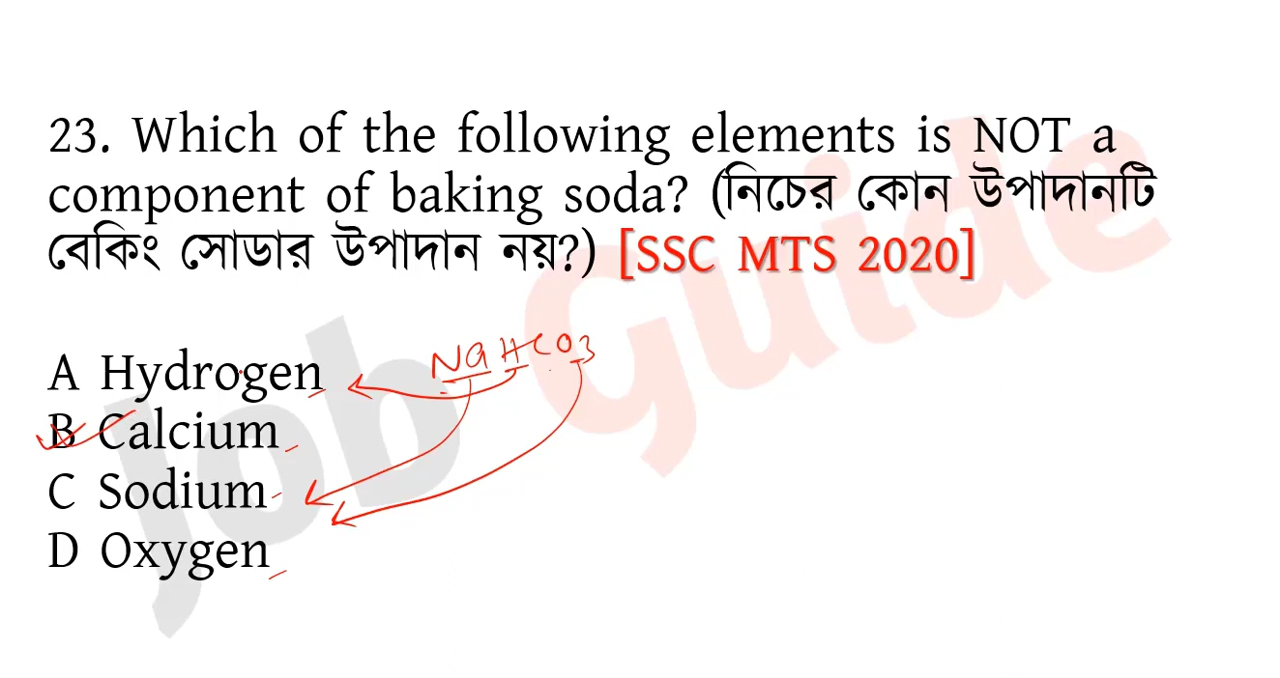 23. Which of the following elements is NOT a
component of baking soda? (নিচের কোন উপাদানটি
বেকিং সোডার উপাদান নয়?) [SSC MTS 2020]
NaHCO3
A Hydrogen
B Calcium
C Sodium
D Oxygen
Job Guide